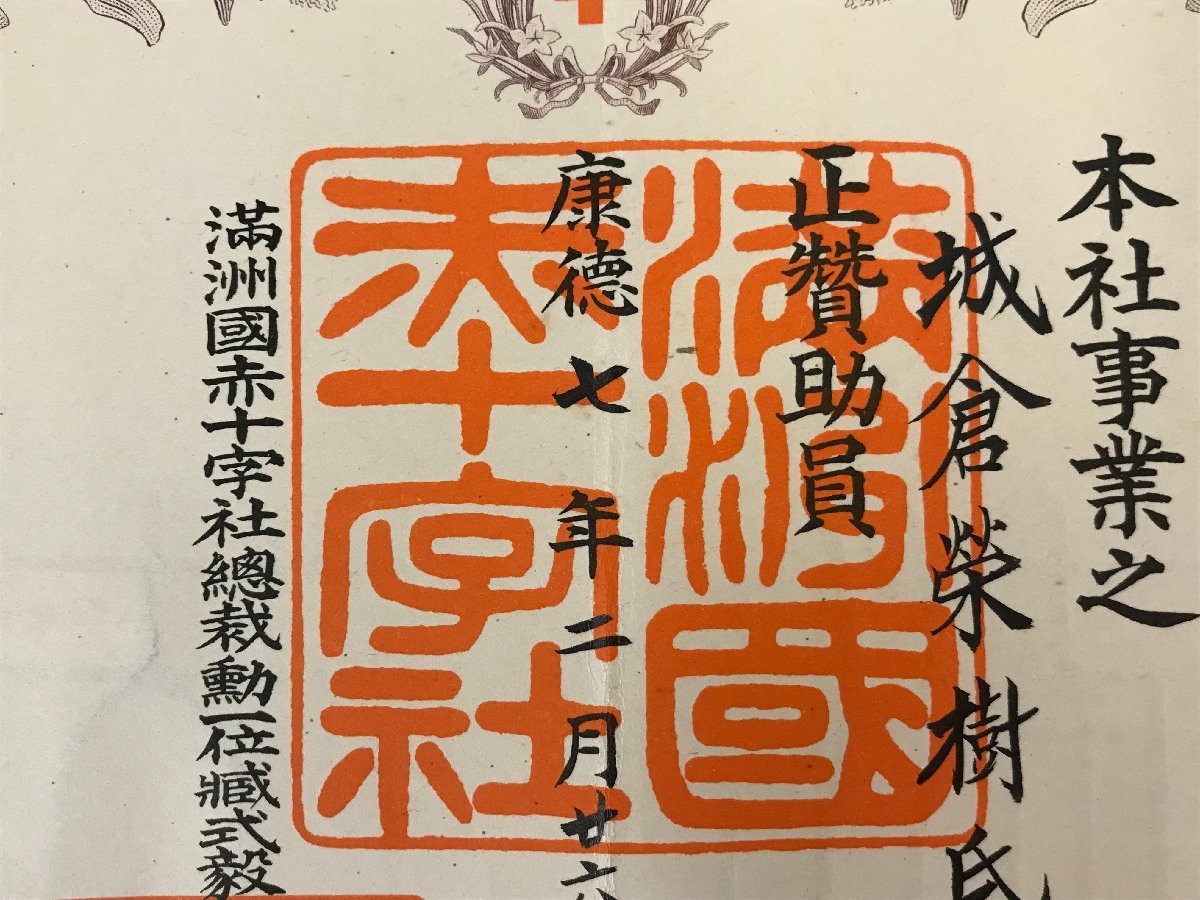 本社事業之
城倉榮樹氏
正贊助員
康德七年二月廿六
滿洲國赤十字社總裁勳一位臧式毅
滿洲國
赤十字社